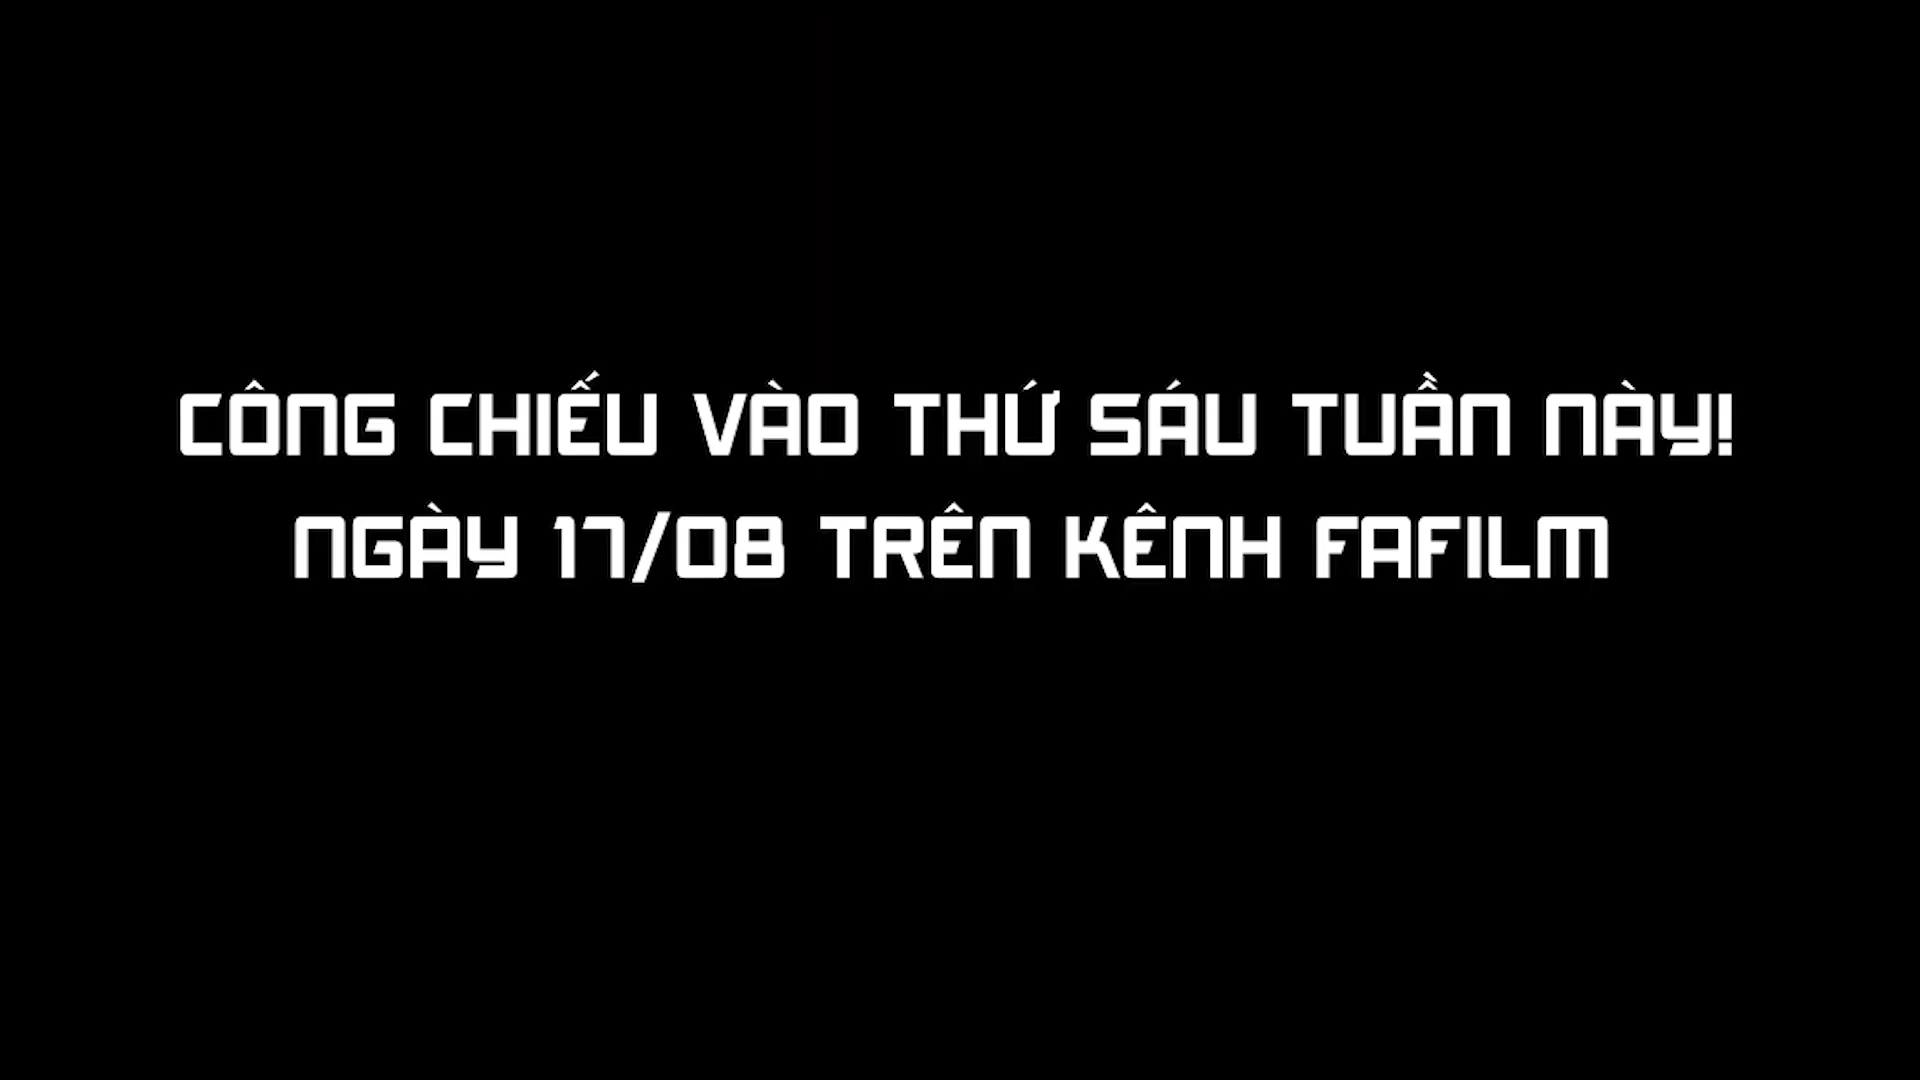 CÔNG CHIẾU VÀO THỨ SÁU TUẦN NÀY!
NGÀY 17/08 TRÊN KÊNH FAFILM